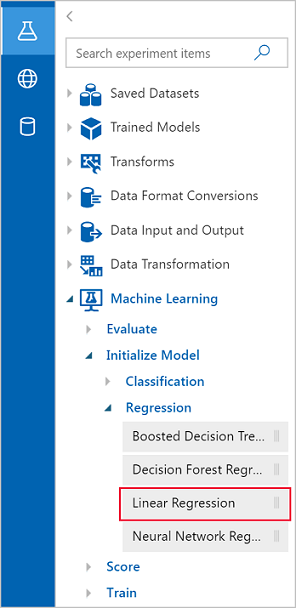 Search experiment items
Saved Datasets
Trained Models
Transforms
Data Format Conversions
Data Input and Output
Data Transformation
Machine Learning
Evaluate
Initialize Model
Classification
Regression
Boosted Decision Tre...
Decision Forest Regr...
Linear Regression
Neural Network Reg...
Score
Train